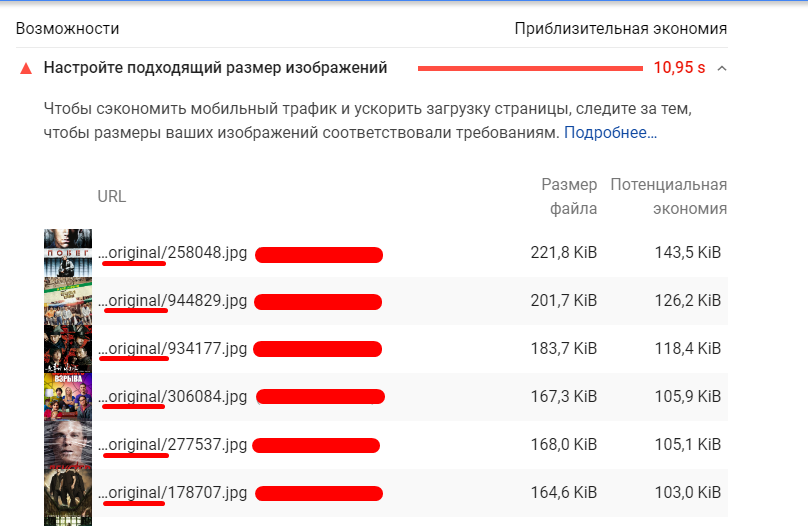 Возможности Приблизительная экономия
Настройте подходящий размер изображений 10,95 s
Чтобы сэкономить мобильный трафик и ускорить загрузку страницы, следите за тем,
чтобы размеры ваших изображений соответствовали требованиям. Подробнее…
URL Размер файла Потенциальная экономия
ПОБЕГ
…original/258048.jpg 221,8 KiB 143,5 KiB
…original/944829.jpg 201,7 KiB 126,2 KiB
…original/934177.jpg 183,7 KiB 118,4 KiB
ВЗРЫВА
…original/306084.jpg 167,3 KiB 105,9 KiB
…original/277537.jpg 168,0 KiB 105,1 KiB
…original/178707.jpg 164,6 KiB 103,0 KiB